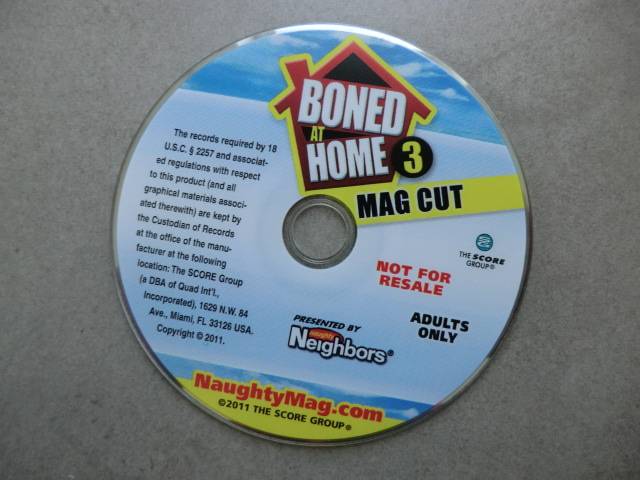 BONED
AT
HOME 3
MAG CUT
The records required by 18
U.S.C. § 2257 and associat-
ed regulations with respect
to this product (and all
graphical materials associ-
ated therewith) are kept by
the Custodian of Records
at the office of the manu-
facturer at the following
location: The SCORE Group
(a DBA of Quad Int'l.,
Incorporated), 1629 N.W. 84
Ave., Miami, FL 33126 USA.
Copyright © 2011.
THE SCORE
GROUP®
NOT FOR
RESALE
ADULTS
ONLY
PRESENTED BY
naughty
Neighbors®
NaughtyMag.com
©2011 THE SCORE GROUP®